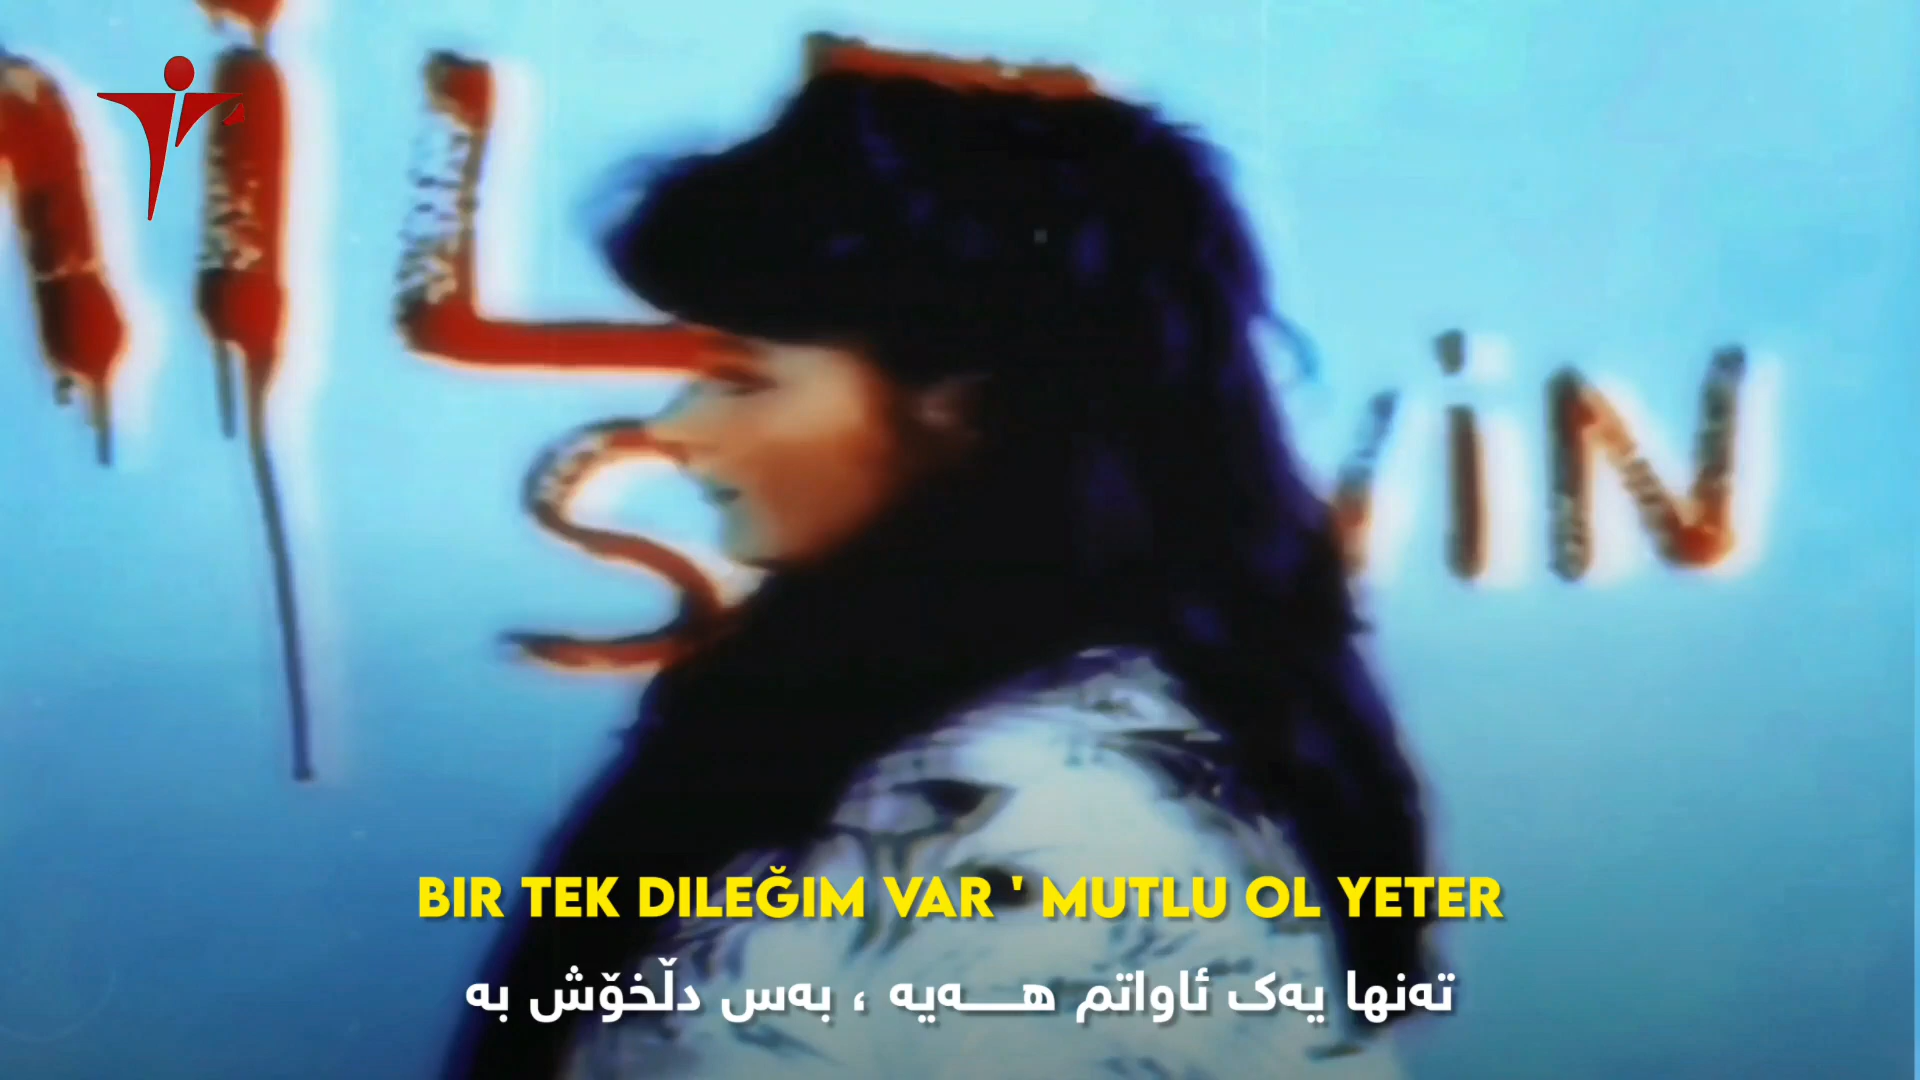 BIR TEK DILEĞIM VAR ' MUTLU OL YETER
تەنها یەک ئاواتم هـــەیە ، بەس دڵخۆش بە